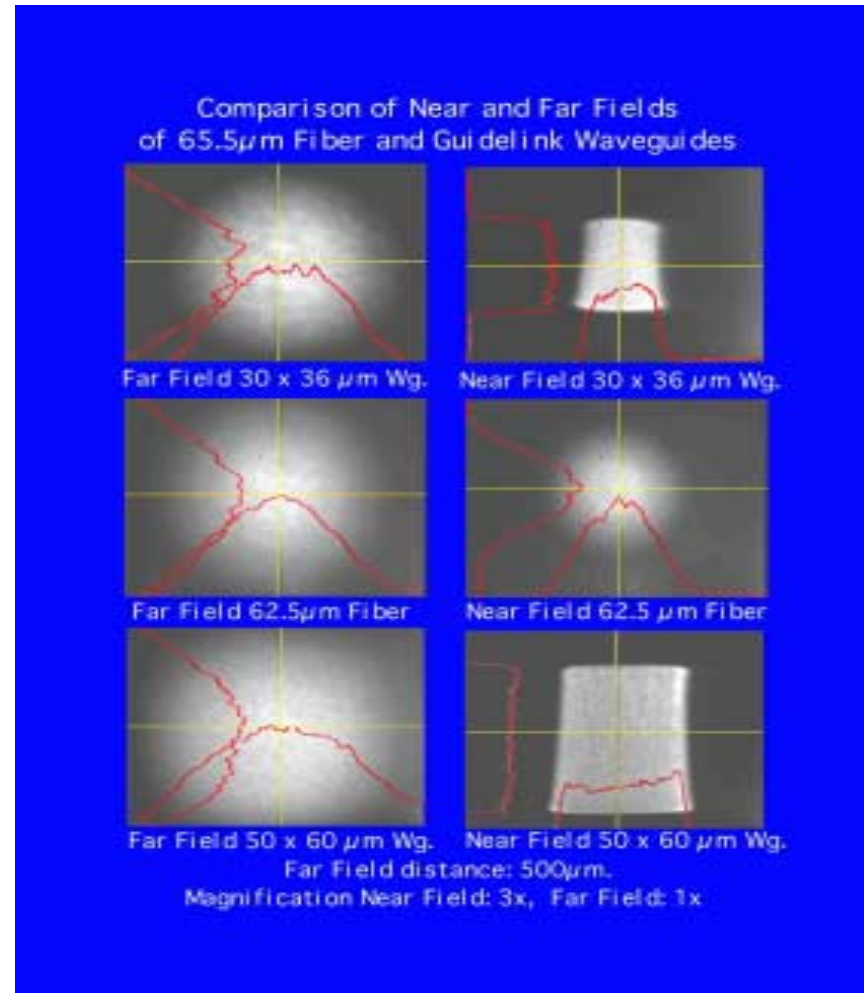 Comparison of Near and Far Fields
of 65.5μm Fiber and Guidelink Waveguides
Far Field 30 x 36 μm Wg.
Near Field 30 x 36 μm Wg.
Far Field 62.5μm Fiber
Near Field 62.5 μm Fiber
Far Field 50 x 60 μm Wg.
Near Field 50 x 60 μm Wg.
Far Field distance: 500μm.
Magnification Near Field: 3x, Far Field: 1x